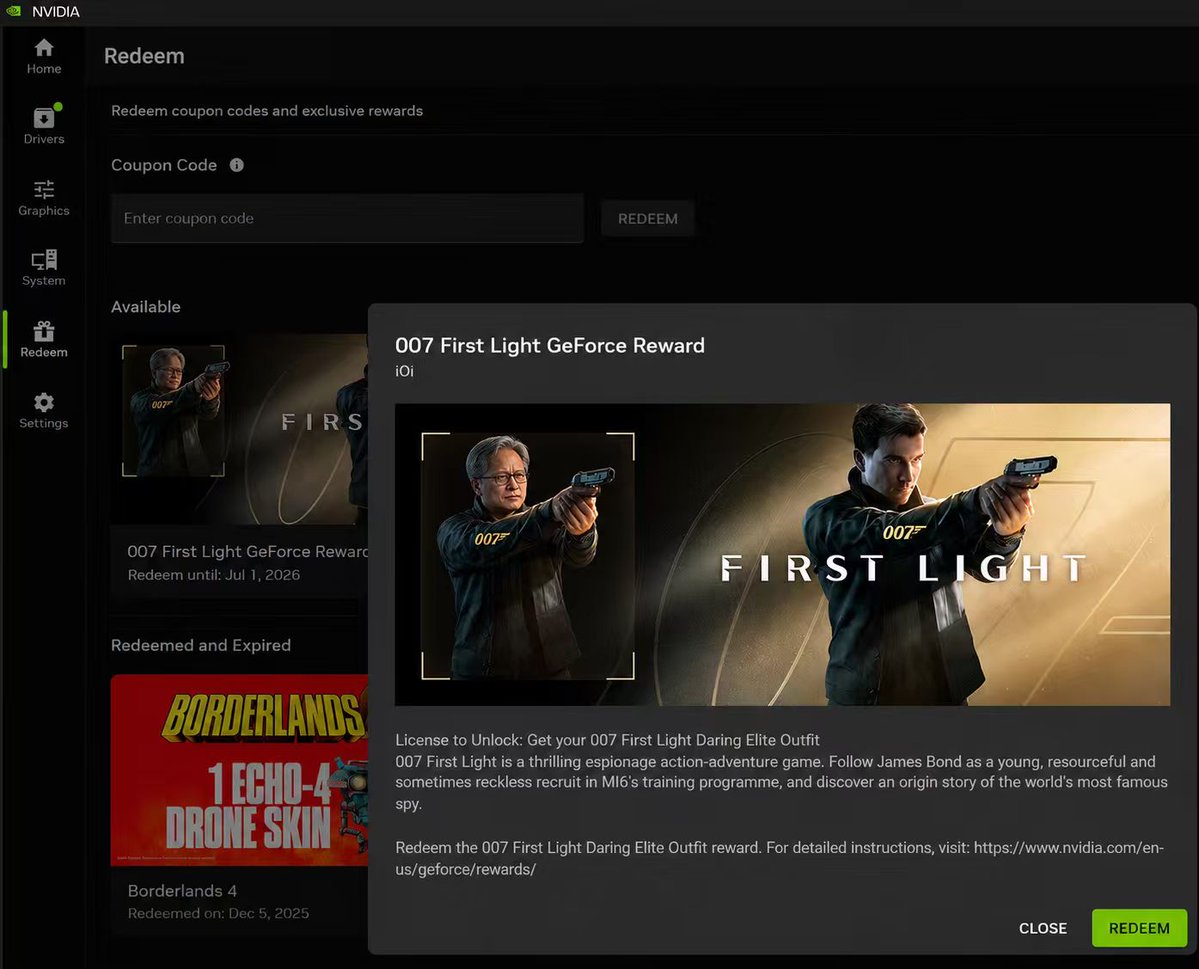 NVIDIA
Home
Drivers
Graphics
System
Redeem
Settings
Redeem
Redeem coupon codes and exclusive rewards
Coupon Code
Enter coupon code
REDEEM
Available
007
FIRS
007 First Light GeForce Reward
Redeem until: Jul 1, 2026
Redeemed and Expired
BORDERLANDS
1 ECHO-4
DRONE SKIN
Borderlands 4
Redeemed on: Dec 5, 2025
007 First Light GeForce Reward
iOi
007
007
FIRST LIGHT
License to Unlock: Get your 007 First Light Daring Elite Outfit
007 First Light is a thrilling espionage action-adventure game. Follow James Bond as a young, resourceful and
sometimes reckless recruit in MI6's training programme, and discover an origin story of the world's most famous
spy.
Redeem the 007 First Light Daring Elite Outfit reward. For detailed instructions, visit: https://www.nvidia.com/en-
us/geforce/rewards/
CLOSE
REDEEM